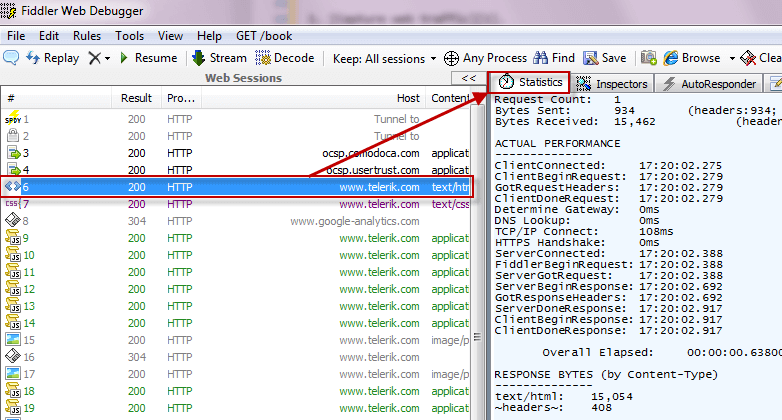 Fiddler Web Debugger
File Edit Rules Tools View Help GET /book
Replay Resume Stream Decode Keep: All sessions Any Process Find Save Browse Clea
Web Sessions <<
# Result Pro... Host Content
1 200 HTTP Tunnel to
2 200 HTTP Tunnel to
3 200 HTTP ocsp.comodoca.com applicat
4 200 HTTP ocsp.usertrust.com applicat
6 200 HTTP www.telerik.com text/htm
7 200 HTTP www.telerik.com text/css
8 304 HTTP www.google-analytics.com
9 200 HTTP www.telerik.com applicat
10 200 HTTP www.telerik.com applicat
11 200 HTTP www.telerik.com applicat
12 200 HTTP www.telerik.com applicat
13 200 HTTP www.telerik.com applicat
14 200 HTTP www.telerik.com applicat
15 200 HTTP www.telerik.com image/p
16 304 HTTP www.telerik.com
17 200 HTTP www.telerik.com image/p
18 200 HTTP www.telerik.com applicat
19 200 HTTP www.telerik.com applicat
Statistics Inspectors AutoResponder
Request Count: 1
Bytes Sent: 934 (headers:934;
Bytes Received: 15,462 (header
ACTUAL PERFORMANCE
--------------
ClientConnected: 17:20:02.275
ClientBeginRequest: 17:20:02.279
GotRequestHeaders: 17:20:02.279
ClientDoneRequest: 17:20:02.279
Determine Gateway: 0ms
DNS Lookup: 0ms
TCP/IP Connect: 108ms
HTTPS Handshake: 0ms
ServerConnected: 17:20:02.388
FiddlerBeginRequest: 17:20:02.388
ServerGotRequest: 17:20:02.388
ServerBeginResponse: 17:20:02.692
GotResponseHeaders: 17:20:02.692
ServerDoneResponse: 17:20:02.917
ClientBeginResponse: 17:20:02.917
ClientDoneResponse: 17:20:02.917
Overall Elapsed: 00:00:00.63800
RESPONSE BYTES (by Content-Type)
--------------
text/html: 15,054
~headers~: 408